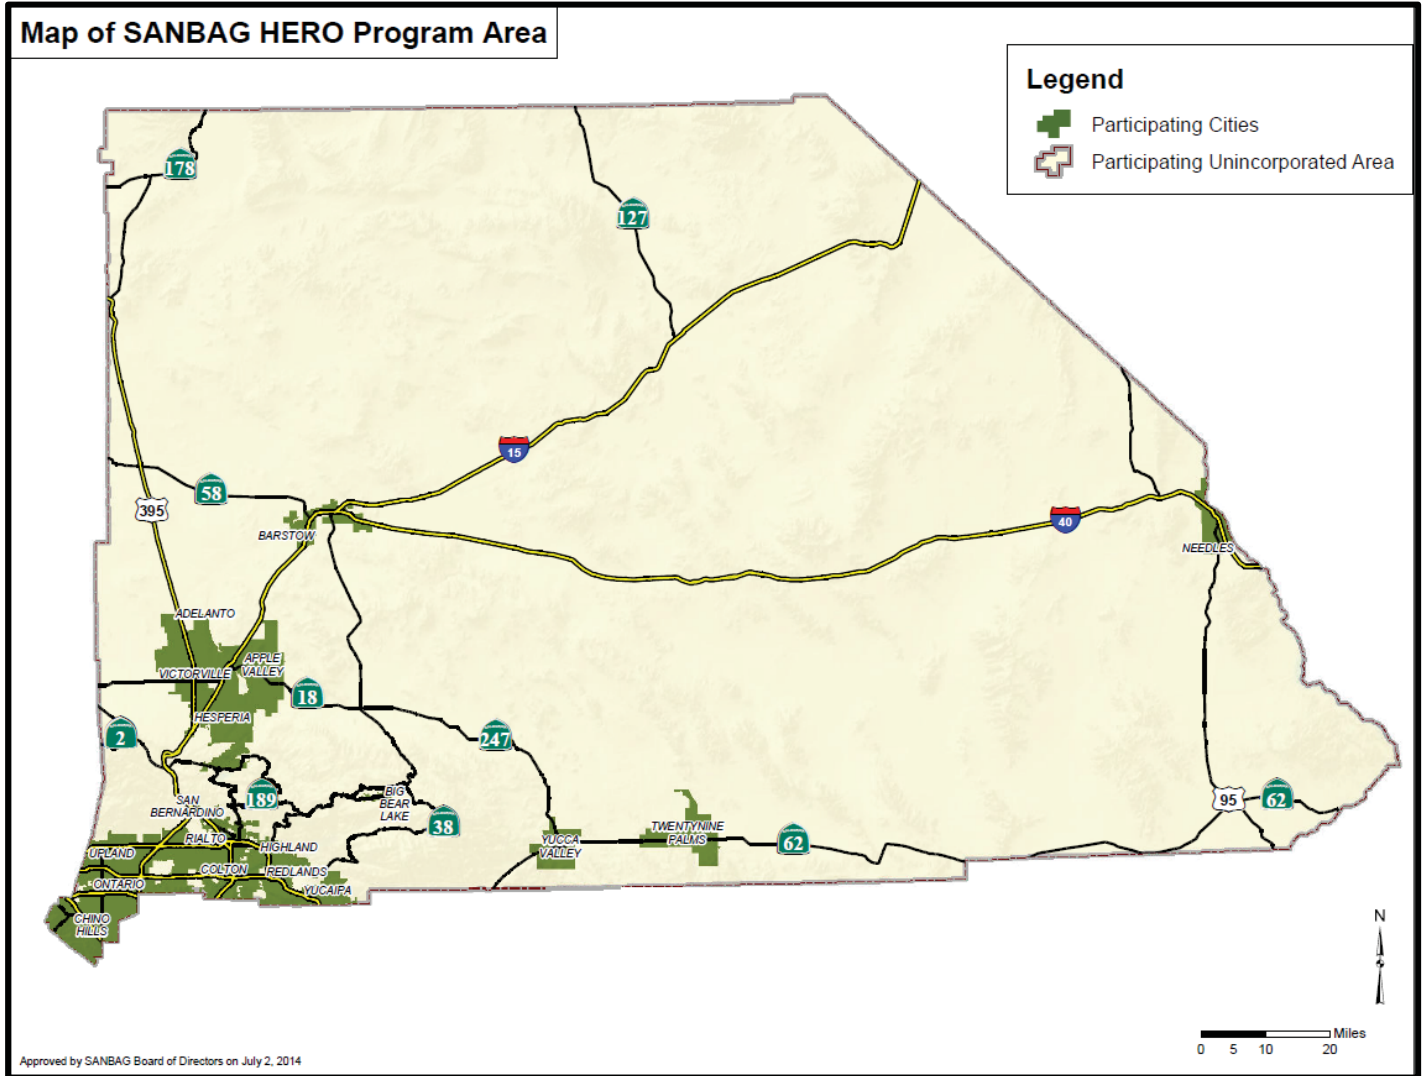 Map of SANBAG HERO Program Area
Legend
Participating Cities
Participating Unincorporated Area
178
127
15
58
395
BARSTOW
40
NEEDLES
ADELANTO
APPLE
VALLEY
VICTORVILLE
18
HESPERIA
2
247
189
BIG
BEAR
LAKE
38
SAN
BERNARDINO
RIALTO
HIGHLAND
UPLAND
COLTON
REDLANDS
ONTARIO
YUCAIPA
CHINO
HILLS
YUCCA
VALLEY
TWENTYNINE
PALMS
62
95
62
N
Miles
0 5 10 20
Approved by SANBAG Board of Directors on July 2, 2014